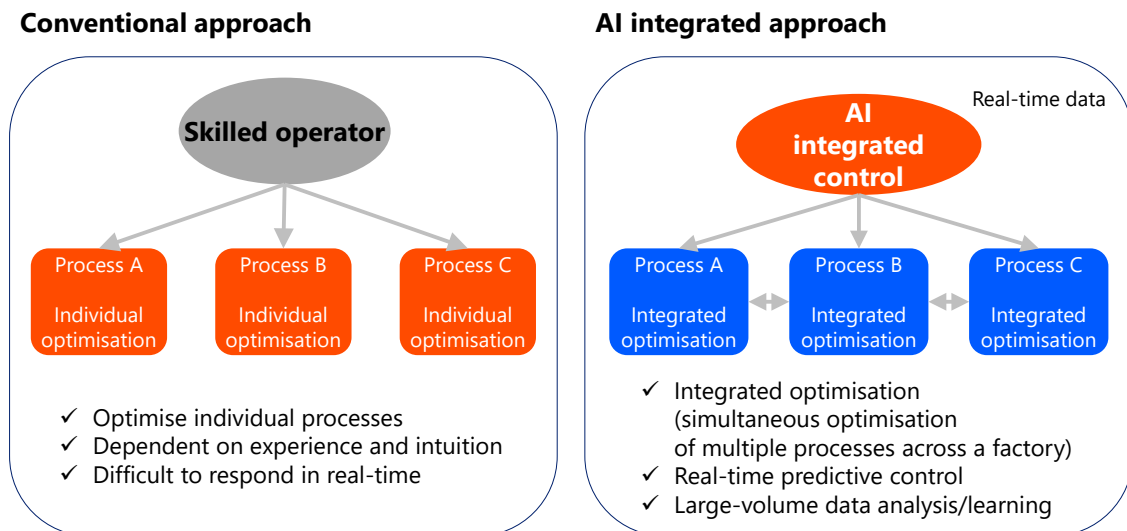 Conventional approach
Skilled operator
Process A
Individual
optimisation
Process B
Individual
optimisation
Process C
Individual
optimisation
✓ Optimise individual processes
✓ Dependent on experience and intuition
✓ Difficult to respond in real-time
AI integrated approach
Real-time data
AI
integrated
control
Process A
Integrated
optimisation
Process B
Integrated
optimisation
Process C
Integrated
optimisation
✓ Integrated optimisation
(simultaneous optimisation
of multiple processes across a factory)
✓ Real-time predictive control
✓ Large-volume data analysis/learning